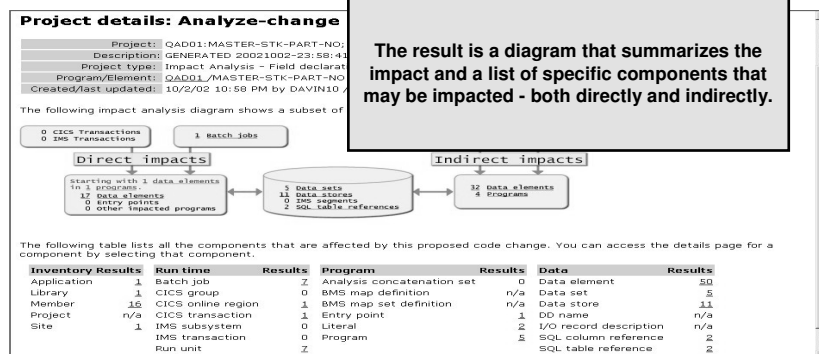 Project details: Analyze-change
Project: QAD01:MASTER-STK-PART-NO;
Description: GENERATED 20021002-23:58:41
Project type: Impact Analysis - Field declarat
Program/Element: QAD01 /MASTER-STK-PART-NO
Created/last updated: 10/2/02 10:58 PM by DAVIN10 /
The result is a diagram that summarizes the
impact and a list of specific components that
may be impacted - both directly and indirectly.
The following impact analysis diagram shows a subset of
0 CICS Transactions
0 IMS Transactions
1 Batch jobs
Direct impacts
Indirect impacts
Starting with 1 data elements
in 1 programs.
17 Data elements
0 Entry points
0 Other impacted programs
5 Data sets
11 Data stores
0 IMS segments
2 SQL table references
32 Data elements
4 Programs
The following table lists all the components that are affected by this proposed code change. You can access the details page for a
component by selecting that component.
Inventory Results Run time Results Program Results Data Results
Application 1 Batch job 7 Analysis concatenation set 0 Data element 50
Library 1 CICS group 0 BMS map definition n/a Data set 5
Member 16 CICS online region 1 BMS map set definition n/a Data store 11
Project n/a CICS transaction 1 Entry point 1 DD name n/a
Site 1 IMS subsystem 0 Literal 2 I/O record description n/a
IMS transaction 0 Program 5 SQL column reference 2
Run unit 7 SQL table reference 2